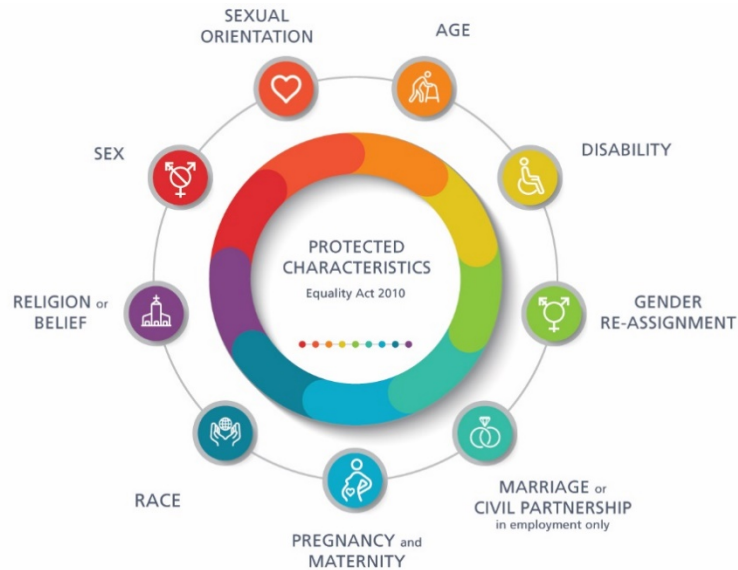 PROTECTED
CHARACTERISTICS
Equality Act 2010
SEXUAL
ORIENTATION
AGE
DISABILITY
GENDER
RE-ASSIGNMENT
MARRIAGE or
CIVIL PARTNERSHIP
in employment only
PREGNANCY and
MATERNITY
RACE
RELIGION or
BELIEF
SEX